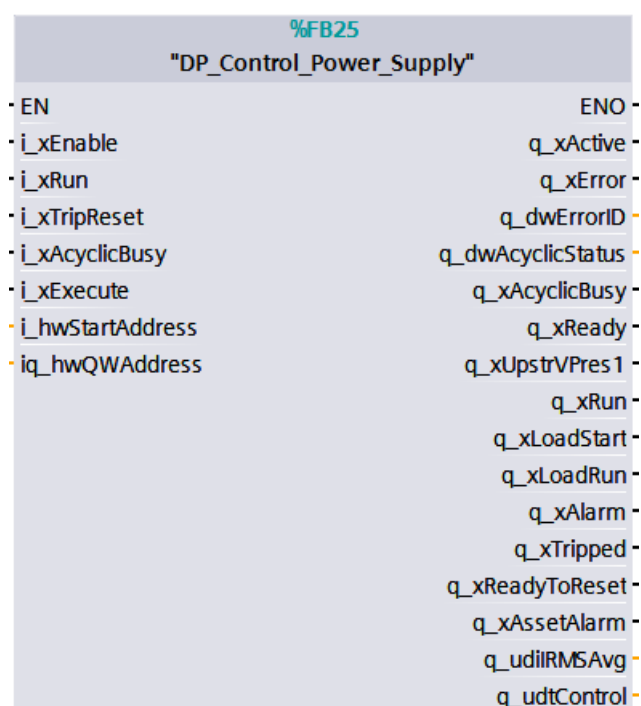 %FB25
"DP_Control_Power_Supply"
EN ENO
i_xEnable q_xActive
i_xRun q_xError
i_xTripReset q_dwErrorID
i_xAcyclicBusy q_dwAcyclicStatus
i_xExecute q_xAcyclicBusy
i_hwStartAddress q_xReady
iq_hwQWAddress q_xUpstrVPres1
q_xRun
q_xLoadStart
q_xLoadRun
q_xAlarm
q_xTripped
q_xReadyToReset
q_xAssetAlarm
q_udiIRMSAvg
q_udtControl